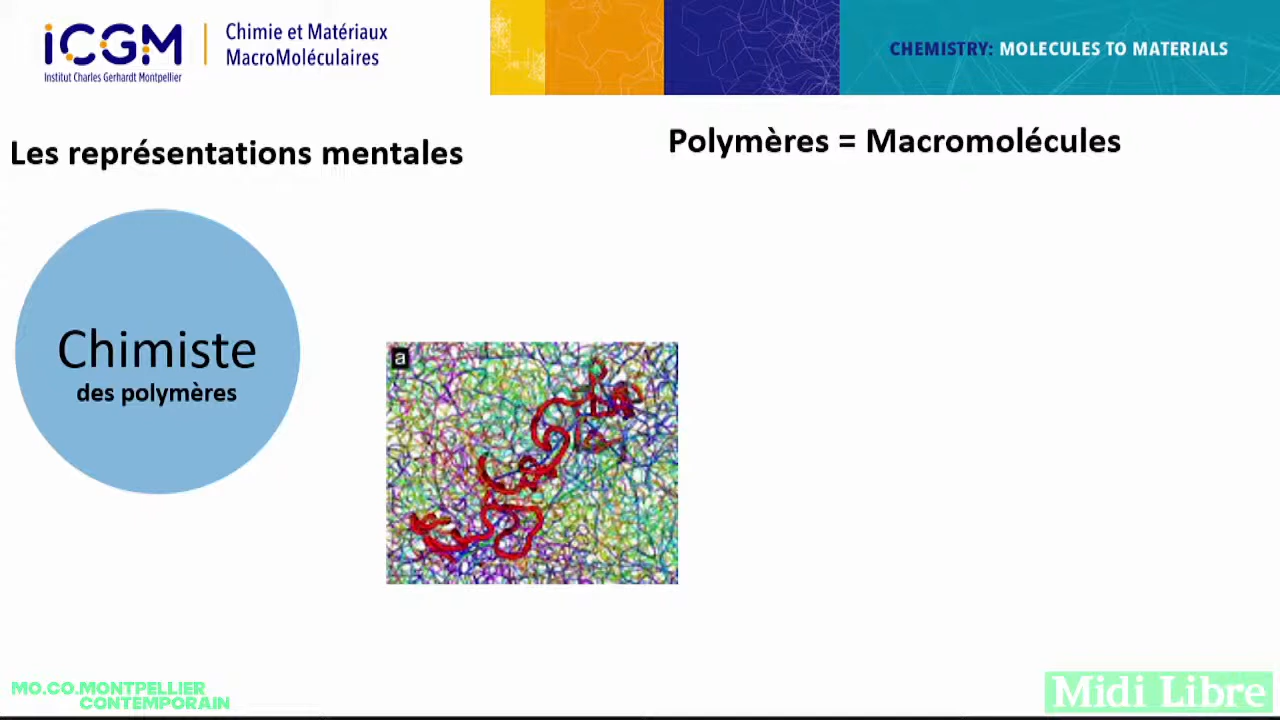 iCGM
Institut Charles Gerhardt Montpellier
Chimie et Matériaux
MacroMoléculaires
CHEMISTRY: MOLECULES TO MATERIALS
Les représentations mentales
Polymères = Macromolécules
Chimiste
des polymères
a
MO.CO.MONTPELLIER
CONTEMPORAIN
Midi Libre